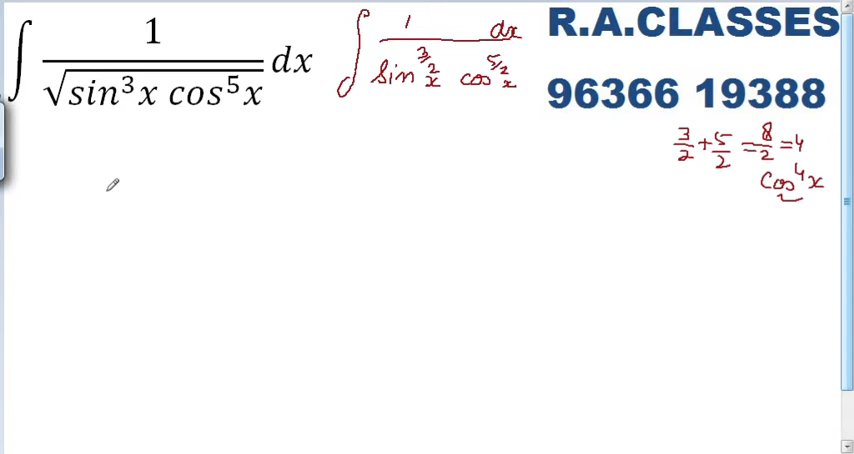 ∫ 1 / √(sin³x cos⁵x) dx
∫ 1 dx / sin^(3/2) x cos^(5/2) x
R.A.CLASSES
96366 19388
3/2 + 5/2 = 8/2 = 4
cos⁴x